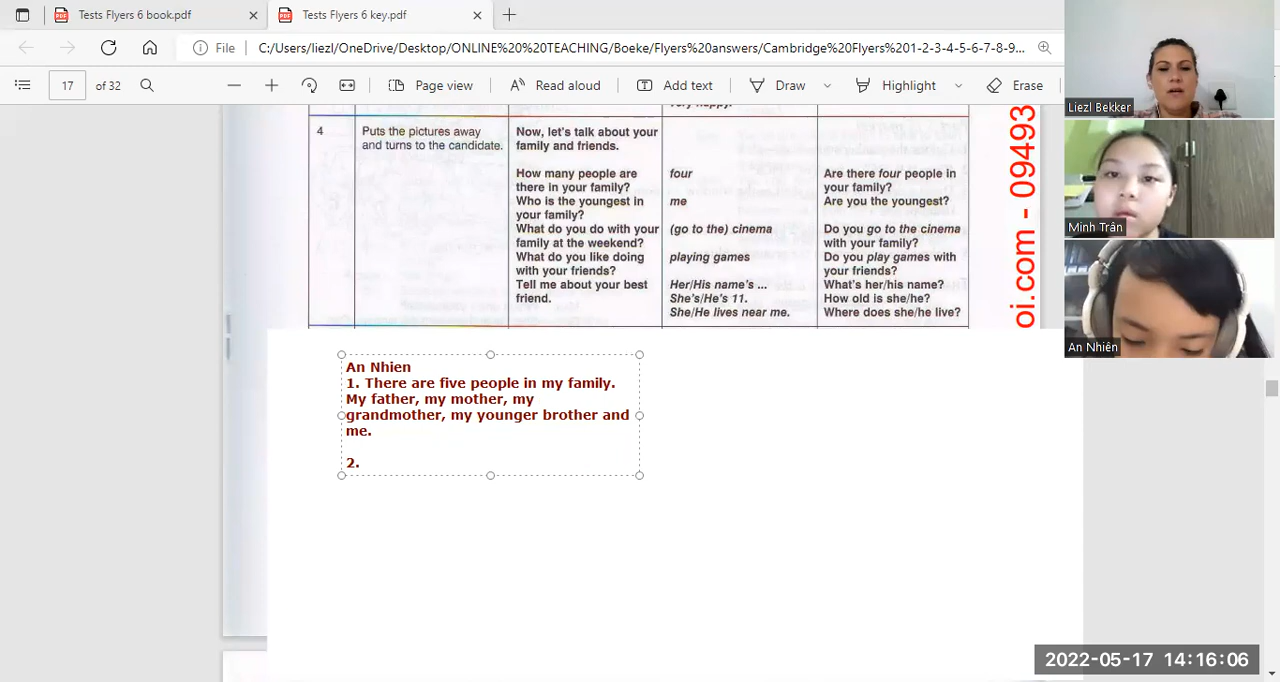 Tests Flyers 6 book.pdf
Tests Flyers 6 key.pdf
File
C:/Users/liezl/OneDrive/Desktop/ONLINE%20%20TEACHING/Boeke/Flyers%20answers/Cambridge%20Flyers%201-2-3-4-5-6-7-8-9...
17
of 32
Page view
Read aloud
Add text
Draw
Highlight
Erase
very happy.
4
Puts the pictures away
and turns to the candidate.
Now, let's talk about your
family and friends.
How many people are
there in your family?
Who is the youngest in
your family?
What do you do with your
family at the weekend?
What do you like doing
with your friends?
Tell me about your best
friend.
four
me
(go to the) cinema
playing games
Her/His name's ...
She's/He's 11.
She/He lives near me.
Are there four people in
your family?
Are you the youngest?
Do you go to the cinema
with your family?
Do you play games with
your friends?
What's her/his name?
How old is she/he?
Where does she/he live?
oi.com - 09493
An Nhien
1. There are five people in my family.
My father, my mother, my
grandmother, my younger brother and
me.
2.
Liezl Bekker
Minh Trân
An Nhiên
2022-05-17 14:16:06